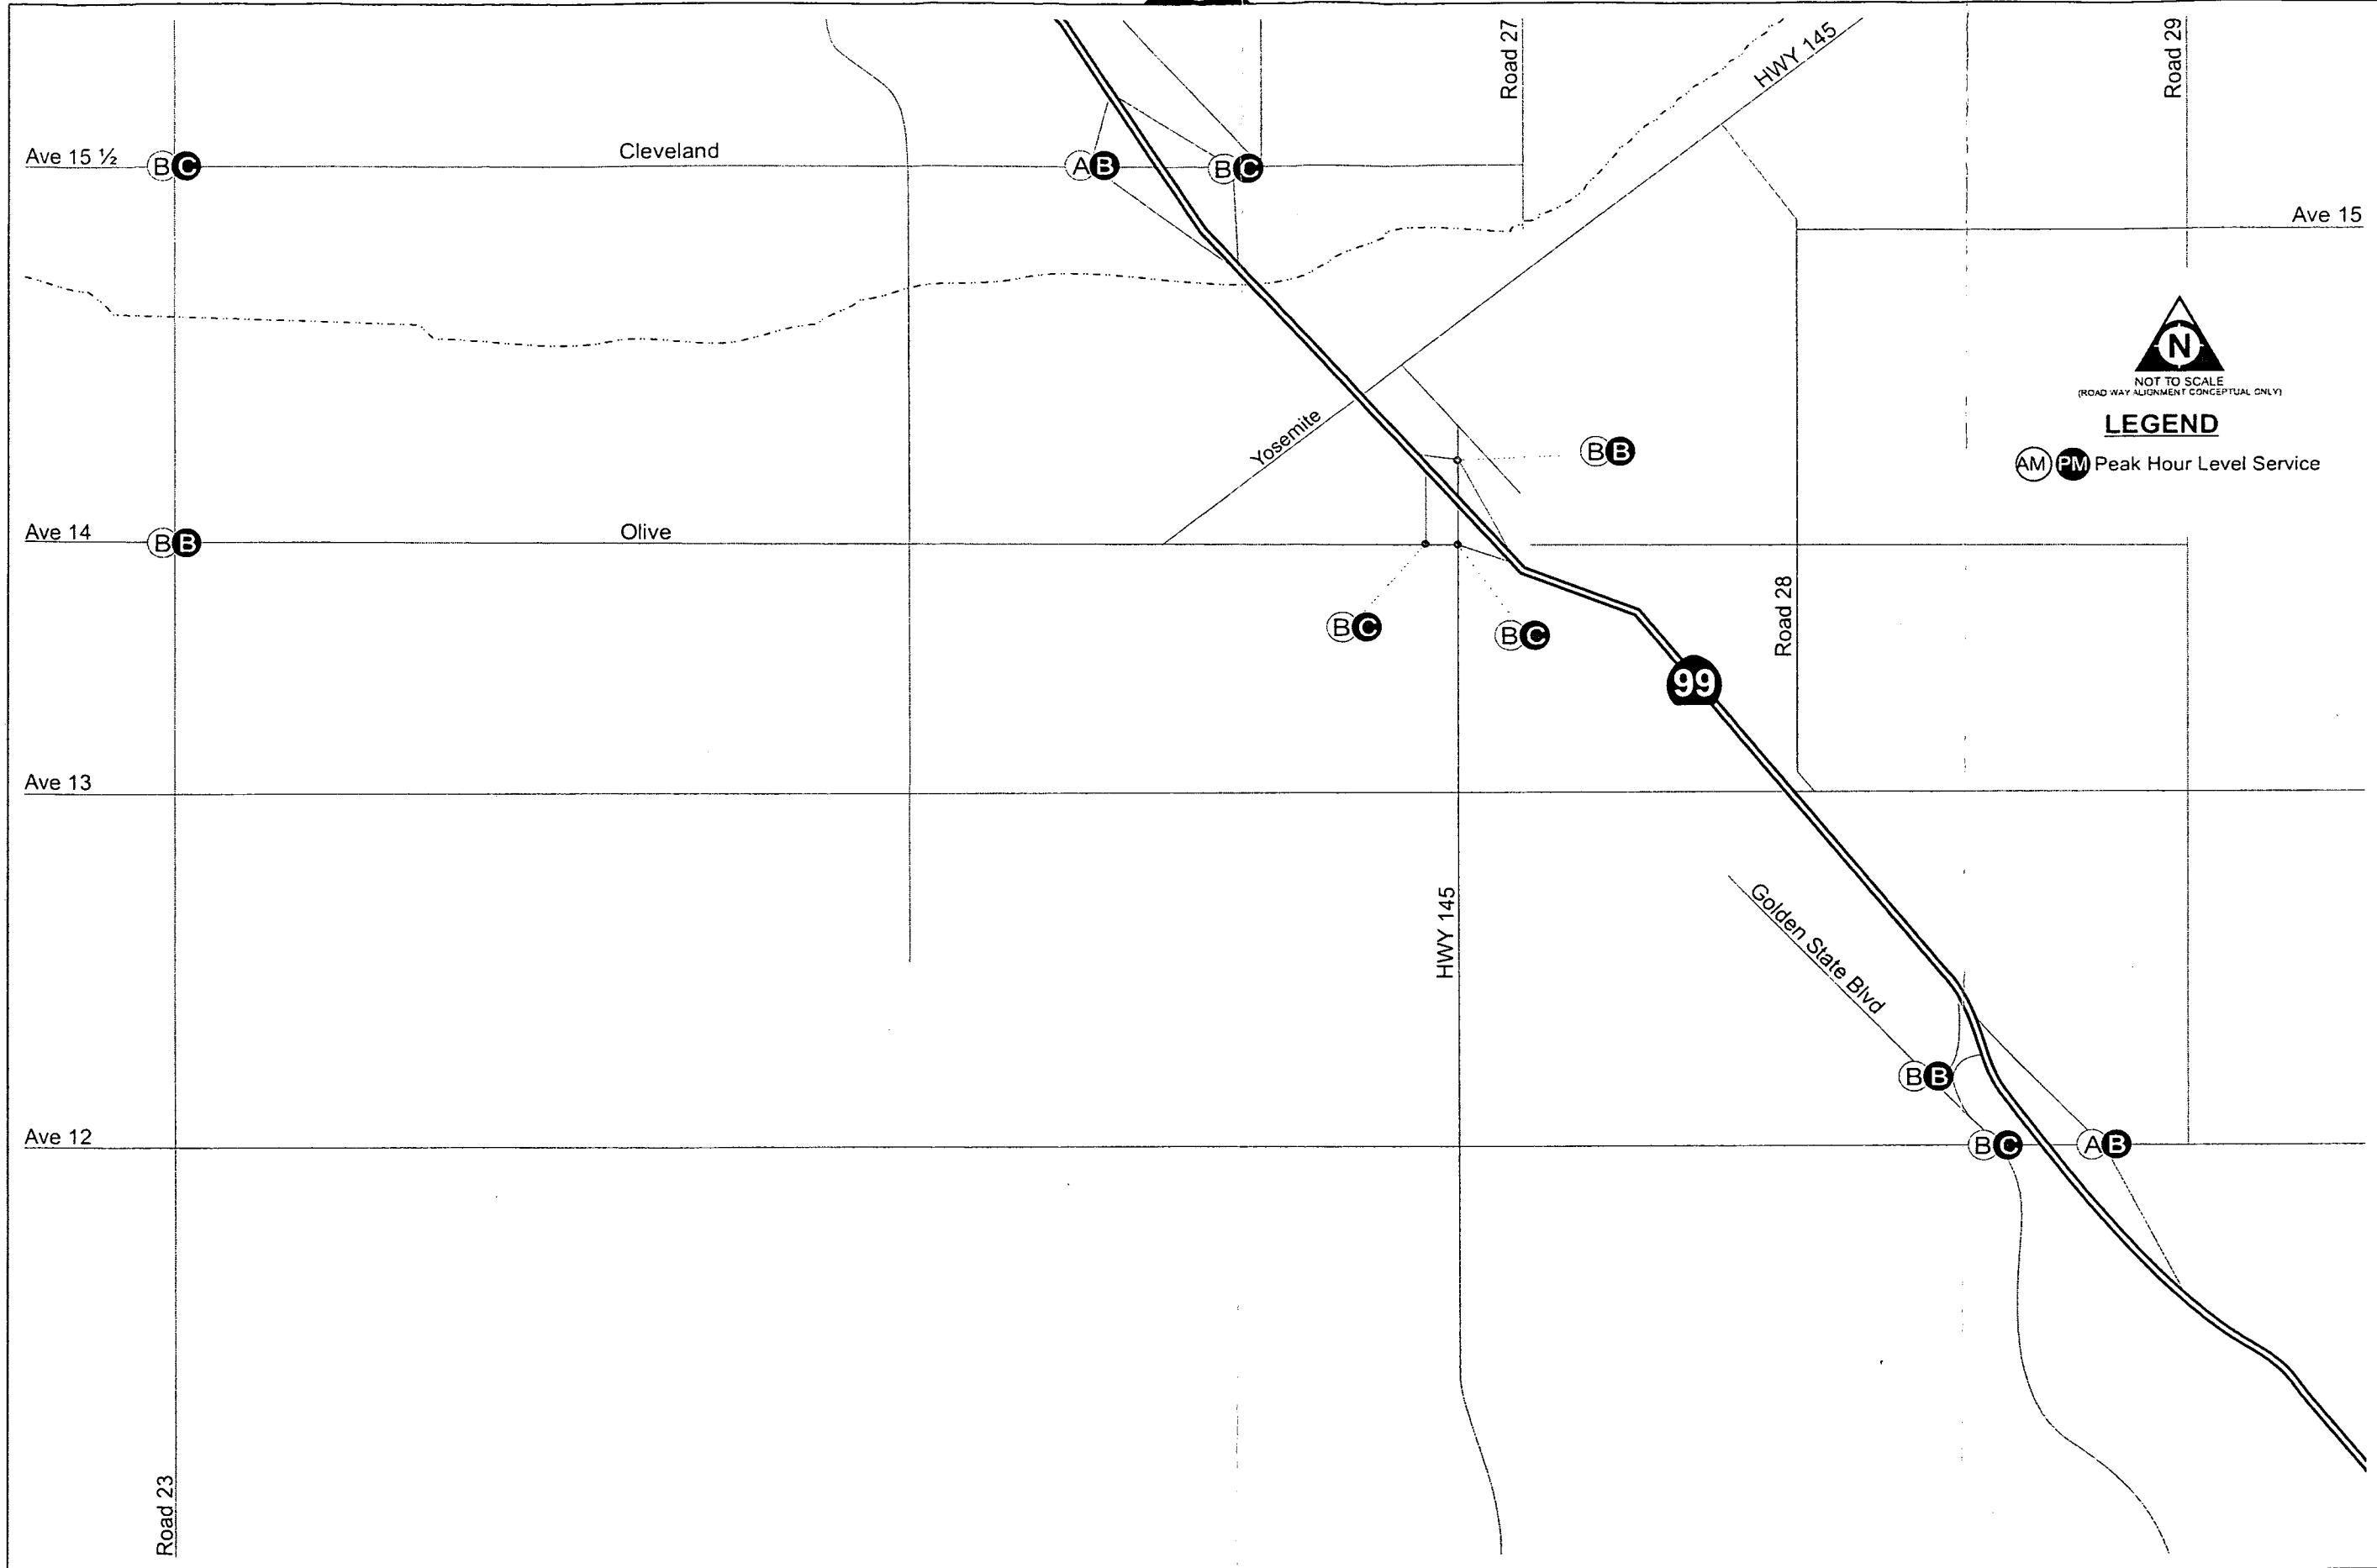 Road 27
HWY 145
Road 29
Ave 15 ½
B C
Cleveland
A B
B C
Ave 15
N
NOT TO SCALE
(ROAD WAY ALIGNMENT CONCEPTUAL ONLY)
LEGEND
AM PM Peak Hour Level Service
Yosemite
B B
Ave 14
B B
Olive
B C
B C
Road 28
99
Ave 13
HWY 145
Golden State Blvd
B B
Ave 12
B C
A B
Road 23